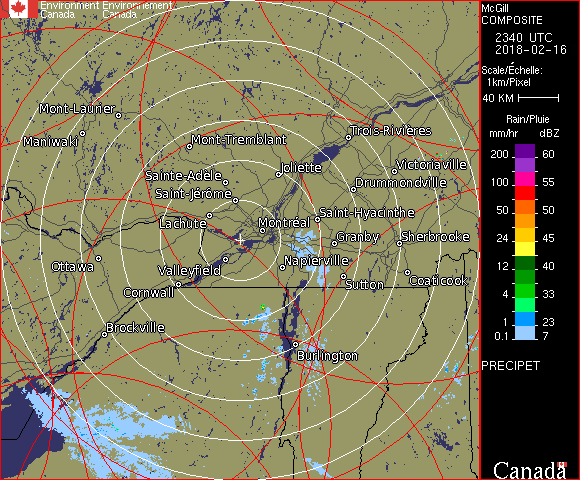 Environment Environnement
Canada Canada
McGill
COMPOSITE
2340 UTC
2018-02-16
Scale/Échelle:
1km/Pixel
40 KM
Rain/Pluie
mm/hr dBZ
200 60
150 57
100 55
50 50
24 45
12 40
4 33
1 23
0.1 7
PRECIPET
Canada
Mont-Laurier
Maniwaki
Mont-Tremblant
Trois-Rivières
Joliette
Victoriaville
Sainte-Adèle
Drummondville
Saint-Jérôme
Lachute
Montréal
Saint-Hyacinthe
Granby
Sherbrooke
Ottawa
Valleyfield
Napierville
Sutton
Coaticook
Cornwall
Brockville
Burlington